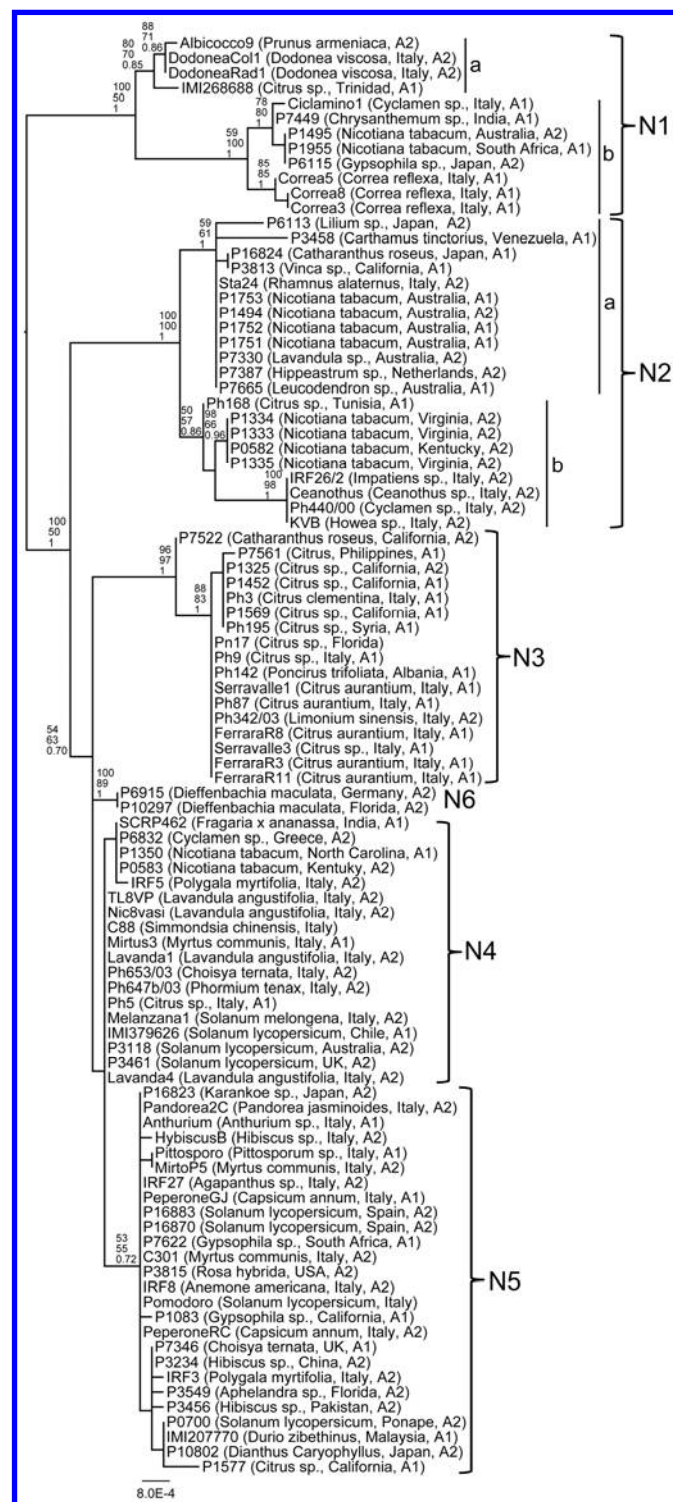 88
71
0.86
80
70
0.85
Albicocco9 (Prunus armeniaca, A2)
DodoneaCol1 (Dodonea viscosa, Italy, A2)
DodoneaRad1 (Dodonea viscosa, Italy, A2)
a
IMI268688 (Citrus sp., Trinidad, A1)
100
50
1
78
80
1
Ciclamino1 (Cyclamen sp., Italy, A1)
N1
P7449 (Chrysanthemum sp., India, A1)
59
100
1
P1495 (Nicotiana tabacum, Australia, A2)
P1955 (Nicotiana tabacum, South Africa, A1)
b
P6115 (Gypsophila sp., Japan, A2)
85
85
1
Correa5 (Correa reflexa, Italy, A1)
Correa8 (Correa reflexa, Italy, A1)
Correa3 (Correa reflexa, Italy, A1)
59
61
1
P6113 (Lilium sp., Japan, A2)
P3458 (Carthamus tinctorius, Venezuela, A1)
P16824 (Catharanthus roseus, Japan, A1)
P3813 (Vinca sp., California, A1)
Sta24 (Rhamnus alaternus, Italy, A2)
P1753 (Nicotiana tabacum, Australia, A1)
a
P1494 (Nicotiana tabacum, Australia, A2)
100
100
1
P1752 (Nicotiana tabacum, Australia, A1)
P1751 (Nicotiana tabacum, Australia, A1)
P7330 (Lavandula sp., Australia, A2)
P7387 (Hippeastrum sp., Netherlands, A2)
N2
P7665 (Leucodendron sp., Australia, A1)
50
57
0.86
98
66
0.96
Ph168 (Citrus sp., Tunisia, A1)
P1334 (Nicotiana tabacum, Virginia, A2)
P1333 (Nicotiana tabacum, Virginia, A2)
P0582 (Nicotiana tabacum, Kentucky, A2)
P1335 (Nicotiana tabacum, Virginia, A2)
b
100
98
1
IRF26/2 (Impatiens sp., Italy, A2)
Ceanothus (Ceanothus sp., Italy, A2)
Ph440/00 (Cyclamen sp., Italy, A2)
KVB (Howea sp., Italy, A2)
100
50
1
P7522 (Catharanthus roseus, California, A2)
96
97
1
P7561 (Citrus, Philippines, A1)
P1325 (Citrus sp., California, A2)
P1452 (Citrus sp., California, A1)
88
83
1
Ph3 (Citrus clementina, Italy, A1)
P1569 (Citrus sp., California, A1)
Ph195 (Citrus sp., Syria, A1)
Pn17 (Citrus sp., Florida)
N3
Ph9 (Citrus sp., Italy, A1)
Ph142 (Poncirus trifoliata, Albania, A1)
Serravalle1 (Citrus aurantium, Italy, A1)
Ph87 (Citrus aurantium, Italy, A1)
Ph342/03 (Limonium sinensis, Italy, A2)
54
63
0.70
FerraraR8 (Citrus aurantium, Italy, A1)
Serravalle3 (Citrus sp., Italy, A1)
FerraraR3 (Citrus aurantium, Italy, A1)
FerraraR11 (Citrus aurantium, Italy, A1)
100
89
1
P6915 (Dieffenbachia maculata, Germany, A2)
N6
P10297 (Dieffenbachia maculata, Florida, A2)
SCRP462 (Fragaria x ananassa, India, A1)
P6832 (Cyclamen sp., Greece, A2)
P1350 (Nicotiana tabacum, North Carolina, A1)
P0583 (Nicotiana tabacum, Kentuky, A2)
IRF5 (Polygala myrtifolia, Italy, A2)
TL8VP (Lavandula angustifolia, Italy, A2)
Nic8vasi (Lavandula angustifolia, Italy, A2)
C88 (Simmondsia chinensis, Italy)
Mirtus3 (Myrtus communis, Italy, A1)
N4
Lavanda1 (Lavandula angustifolia, Italy, A2)
Ph653/03 (Choisya ternata, Italy, A2)
Ph647b/03 (Phormium tenax, Italy, A2)
Ph5 (Citrus sp., Italy, A1)
Melanzana1 (Solanum melongena, Italy, A2)
IMI379626 (Solanum lycopersicum, Chile, A1)
P3118 (Solanum lycopersicum, Australia, A2)
P3461 (Solanum lycopersicum, UK, A2)
Lavanda4 (Lavandula angustifolia, Italy, A2)
P16823 (Karankoe sp., Japan, A2)
Pandorea2C (Pandorea jasminoides, Italy, A2)
Anthurium (Anthurium sp., Italy, A1)
HybiscusB (Hibiscus sp., Italy, A2)
Pittosporo (Pittosporum sp., Italy, A1)
MirtoP5 (Myrtus communis, Italy, A2)
IRF27 (Agapanthus sp., Italy, A2)
PeperoneGJ (Capsicum annum, Italy, A1)
P16883 (Solanum lycopersicum, Spain, A2)
P16870 (Solanum lycopersicum, Spain, A2)
53
55
0.72
P7622 (Gypsophila sp., South Africa, A1)
C301 (Myrtus communis, Italy, A2)
P3815 (Rosa hybrida, USA, A2)
N5
IRF8 (Anemone americana, Italy, A2)
Pomodoro (Solanum lycopersicum, Italy)
P1083 (Gypsophila sp., California, A1)
PeperoneRC (Capsicum annum, Italy, A2)
P7346 (Choisya ternata, UK, A1)
P3234 (Hibiscus sp., China, A2)
IRF3 (Polygala myrtifolia, Italy, A2)
P3549 (Aphelandra sp., Florida, A2)
P3456 (Hibiscus sp., Pakistan, A2)
P0700 (Solanum lycopersicum, Ponape, A2)
IMI207770 (Durio zibethinus, Malaysia, A1)
P10802 (Dianthus Caryophyllus, Japan, A2)
P1577 (Citrus sp., California, A1)
8.0E-4